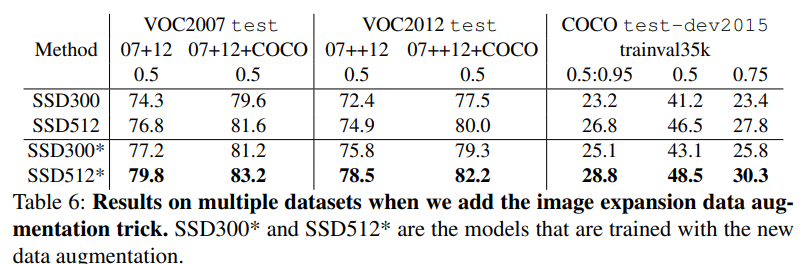 VOC2007 test VOC2012 test COCO test-dev2015
Method 07+12 07+12+COCO 07++12 07++12+COCO trainval35k
0.5 0.5 0.5 0.5 0.5:0.95 0.5 0.75
SSD300 74.3 79.6 72.4 77.5 23.2 41.2 23.4
SSD512 76.8 81.6 74.9 80.0 26.8 46.5 27.8
SSD300* 77.2 81.2 75.8 79.3 25.1 43.1 25.8
SSD512* 79.8 83.2 78.5 82.2 28.8 48.5 30.3
Table 6: Results on multiple datasets when we add the image expansion data aug-
mentation trick. SSD300* and SSD512* are the models that are trained with the new
data augmentation.